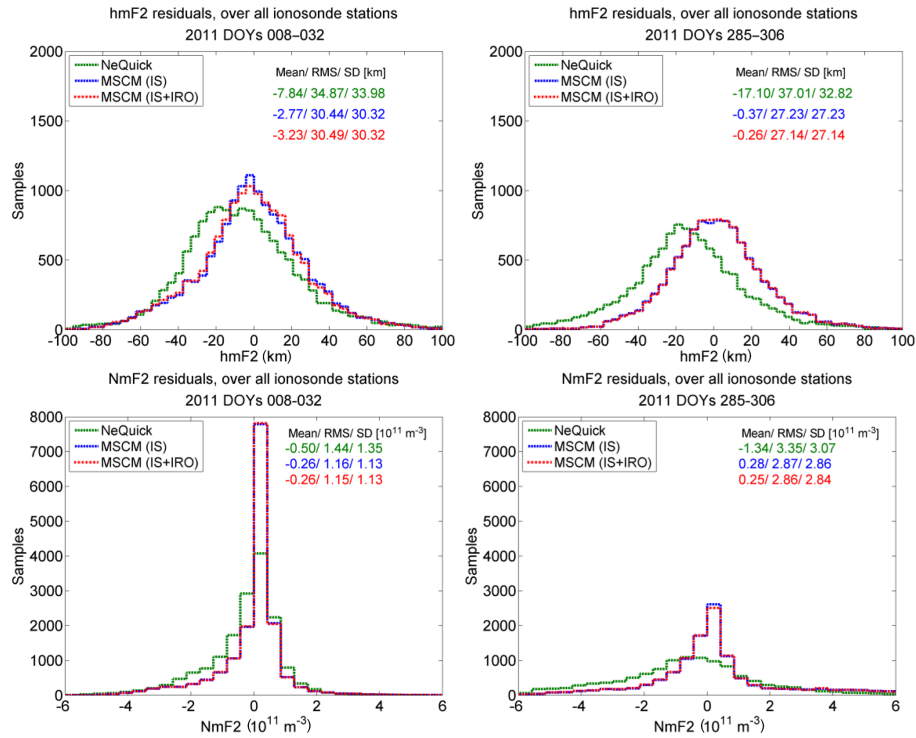 hmF2 residuals, over all ionosonde stations
2011 DOYs 008–032
2000
1500
1000
500
0
Samples
NeQuick
MSCM (IS)
MSCM (IS+IRO)
Mean/ RMS/ SD [km]
-7.84/ 34.87/ 33.98
-2.77/ 30.44/ 30.32
-3.23/ 30.49/ 30.32
-100 -80 -60 -40 -20 0 20 40 60 80 100
hmF2 (km)
hmF2 residuals, over all ionosonde stations
2011 DOYs 285–306
2000
1500
1000
500
0
Samples
NeQuick
MSCM (IS)
MSCM (IS+IRO)
Mean/ RMS/ SD [km]
-17.10/ 37.01/ 32.82
-0.37/ 27.23/ 27.23
-0.26/ 27.14/ 27.14
-100 -80 -60 -40 -20 0 20 40 60 80 100
hmF2 (km)
NmF2 residuals, over all ionosonde stations
2011 DOYs 008-032
8000
7000
6000
5000
4000
3000
2000
1000
0
Samples
NeQuick
MSCM (IS)
MSCM (IS+IRO)
Mean/ RMS/ SD [10¹¹ m⁻³]
-0.50/ 1.44/ 1.35
-0.26/ 1.16/ 1.13
-0.26/ 1.15/ 1.13
-6 -4 -2 0 2 4 6
NmF2 (10¹¹ m⁻³)
NmF2 residuals, over all ionosonde stations
2011 DOYs 285-306
8000
7000
6000
5000
4000
3000
2000
1000
0
Samples
NeQuick
MSCM (IS)
MSCM (IS+IRO)
Mean/ RMS/ SD [10¹¹ m⁻³]
-1.34/ 3.35/ 3.07
0.28/ 2.87/ 2.86
0.25/ 2.86/ 2.84
-6 -4 -2 0 2 4 6
NmF2 (10¹¹ m⁻³)